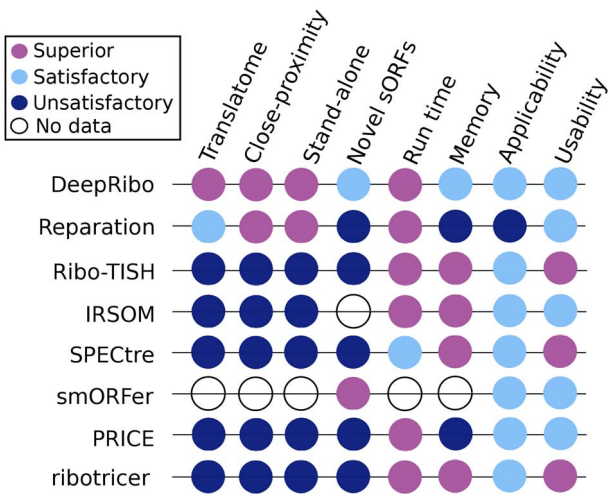 Superior
Satisfactory
Unsatisfactory
No data
Translatome
Close-proximity
Stand-alone
Novel sORFs
Run time
Memory
Applicability
Usability
DeepRibo
Reparation
Ribo-TISH
IRSOM
SPECtre
smORFer
PRICE
ribotricer